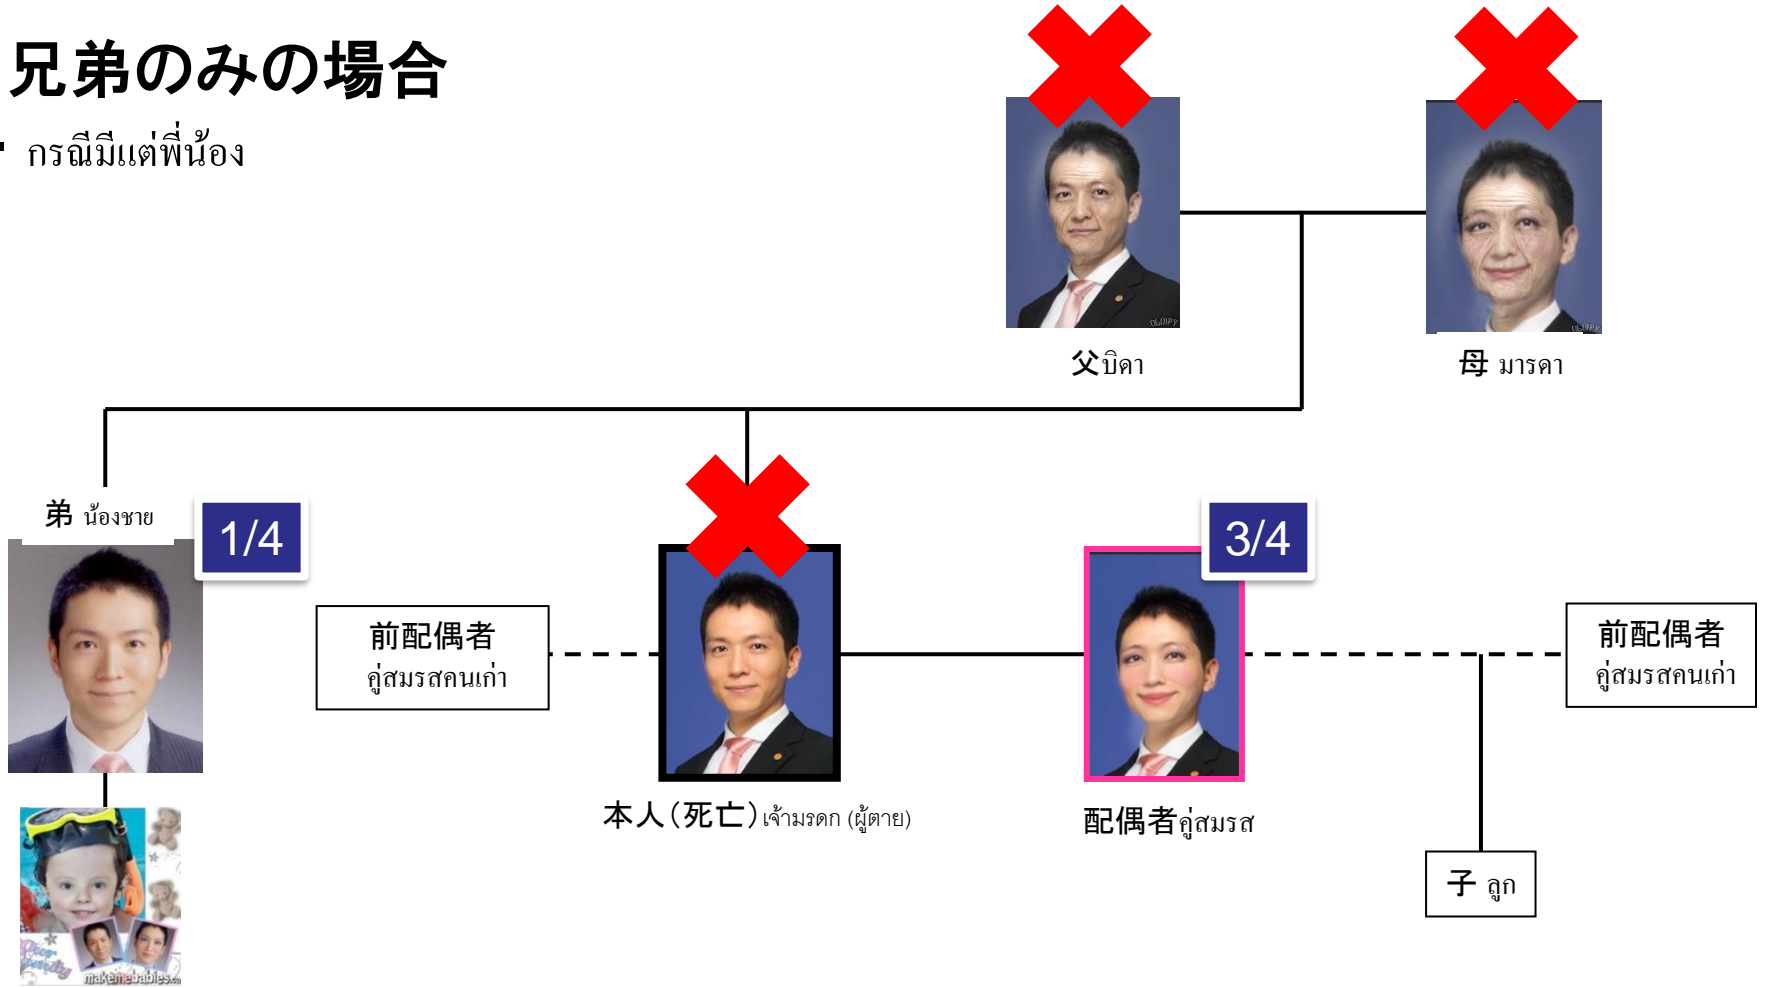 兄弟のみの場合
กรณีมีแต่พี่น้อง
父บิดา
母 มารดา
弟 น้องชาย
1/4
3/4
前配偶者
คู่สมรสคนเก่า
前配偶者
คู่สมรสคนเก่า
本人（死亡）เจ้ามรดก (ผู้ตาย)
配偶者คู่สมรส
子 ลูก
makemebabies